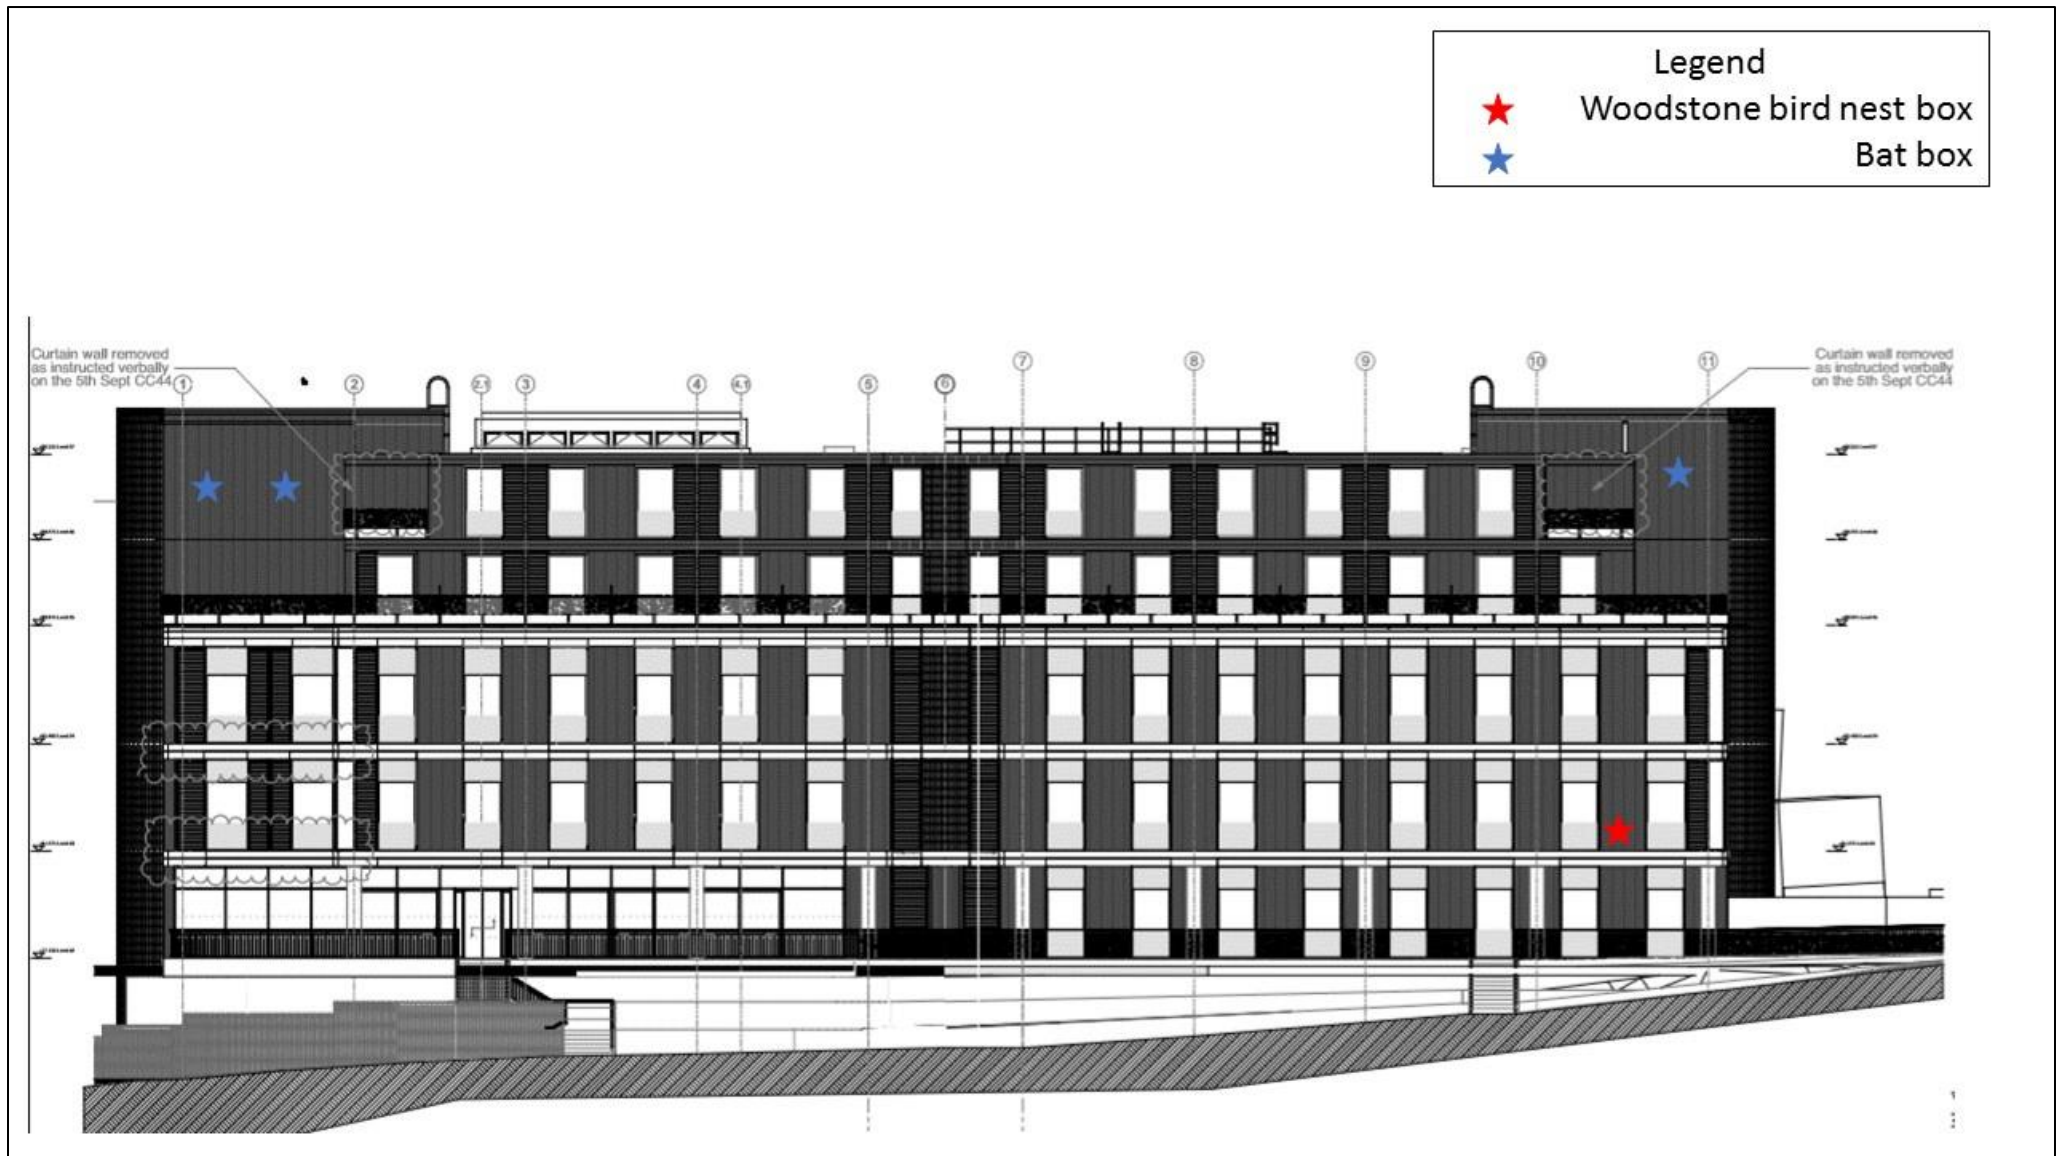 Legend
Woodstone bird nest box
Bat box
Curtain wall removed
as instructed verbally
on the 5th Sept CC44
Curtain wall removed
as instructed verbally
on the 5th Sept CC44
1
2
2.1
3
4
4.1
5
6
7
8
9
10
11